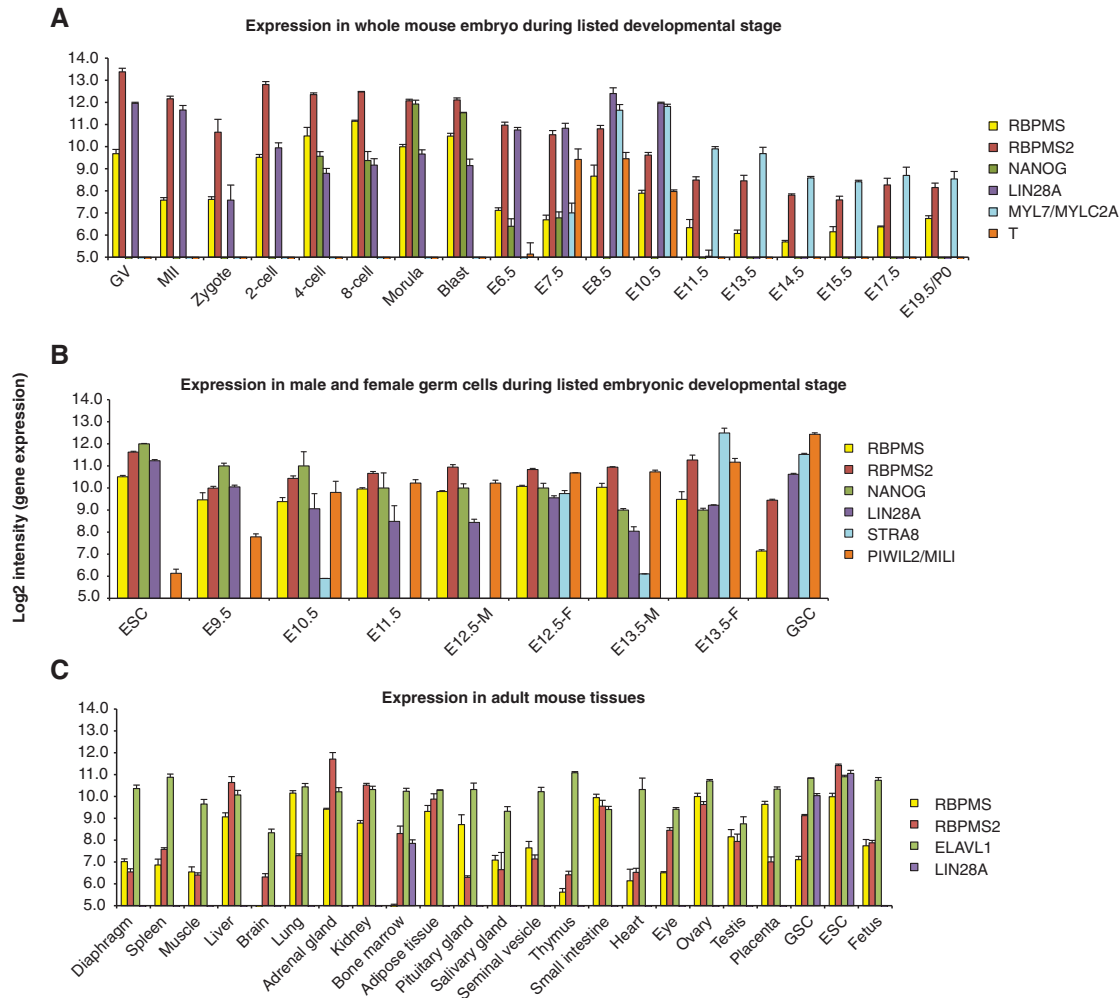 A
Expression in whole mouse embryo during listed developmental stage
14.0
13.0
12.0
11.0
10.0
9.0
8.0
7.0
6.0
5.0
GV
MII
Zygote
2-cell
4-cell
8-cell
Morula
Blast
E6.5
E7.5
E8.5
E10.5
E11.5
E13.5
E14.5
E15.5
E17.5
E19.5/P0
RBPMS
RBPMS2
NANOG
LIN28A
MYL7/MYLC2A
T
B
Expression in male and female germ cells during listed embryonic developmental stage
Log2 intensity (gene expression)
14.0
13.0
12.0
11.0
10.0
9.0
8.0
7.0
6.0
5.0
ESC
E9.5
E10.5
E11.5
E12.5-M
E12.5-F
E13.5-M
E13.5-F
GSC
RBPMS
RBPMS2
NANOG
LIN28A
STRA8
PIWIL2/MILI
C
Expression in adult mouse tissues
14.0
13.0
12.0
11.0
10.0
9.0
8.0
7.0
6.0
5.0
Diaphragm
Spleen
Muscle
Liver
Brain
Lung
Adrenal gland
Kidney
Bone marrow
Adipose tissue
Pituitary gland
Salivary gland
Seminal vesicle
Thymus
Small intestine
Heart
Eye
Ovary
Testis
Placenta
GSC
ESC
Fetus
RBPMS
RBPMS2
ELAVL1
LIN28A